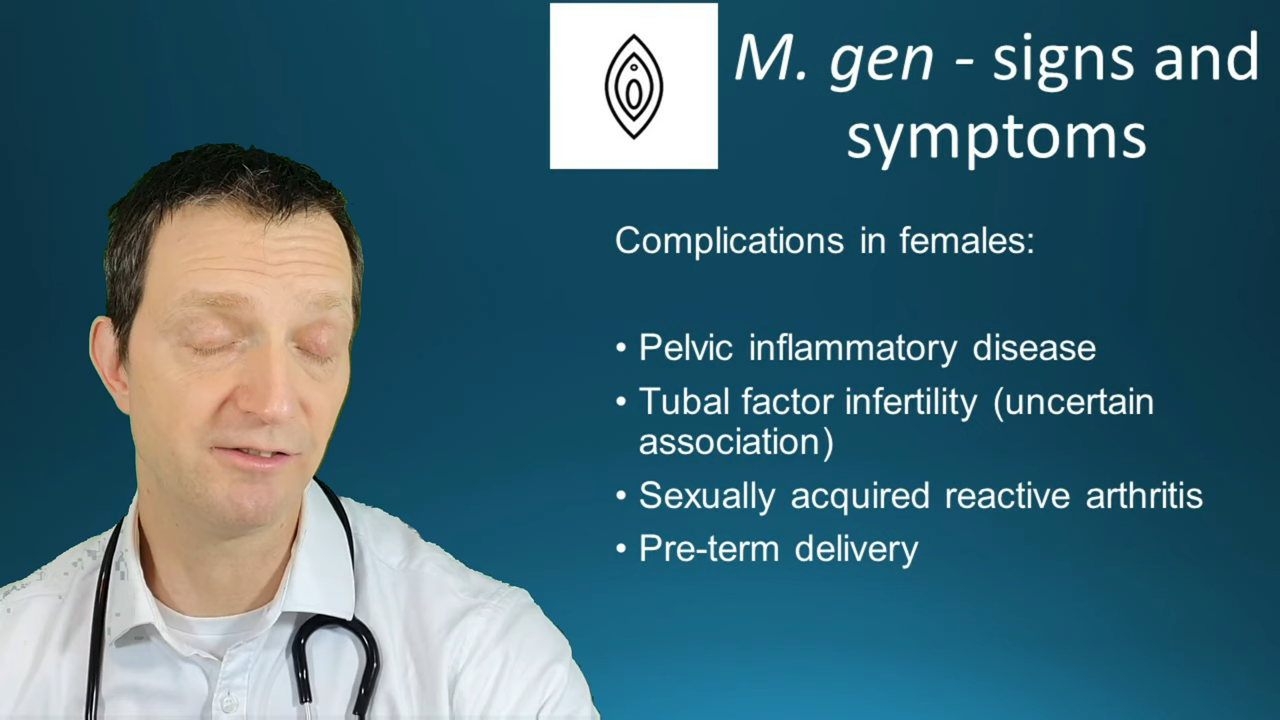 M. gen - signs and
symptoms
Complications in females:
• Pelvic inflammatory disease
• Tubal factor infertility (uncertain
association)
• Sexually acquired reactive arthritis
• Pre-term delivery